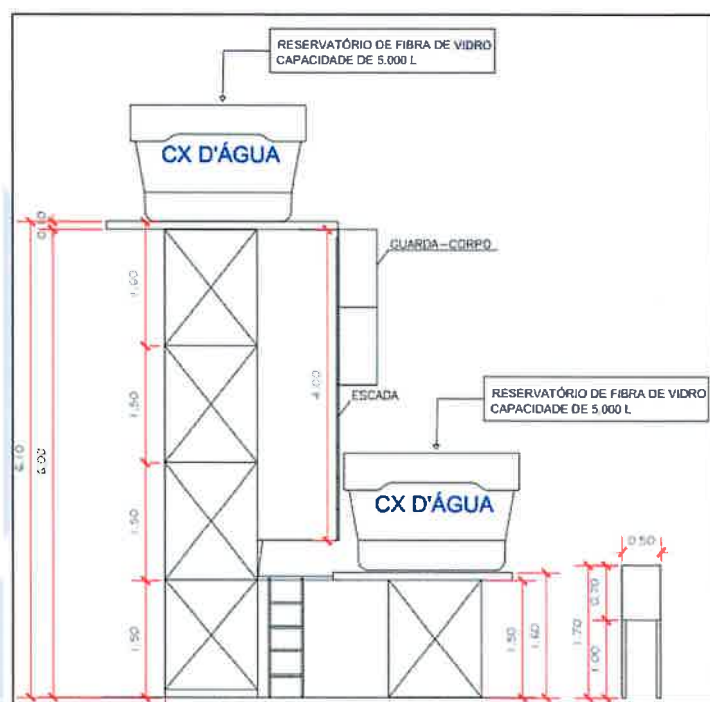 RESERVATÓRIO DE FIBRA DE VIDRO
CAPACIDADE DE 5.000 L
CX D'ÁGUA
0.10
1.50
GUARDA-CORPO
1.50
4.00
ESCADA
RESERVATÓRIO DE FIBRA DE VIDRO
CAPACIDADE DE 5.000 L
6.10
6.00
1.50
CX D'ÁGUA
0.50
0.70
1.50
1.50
1.60
1.70
1.00